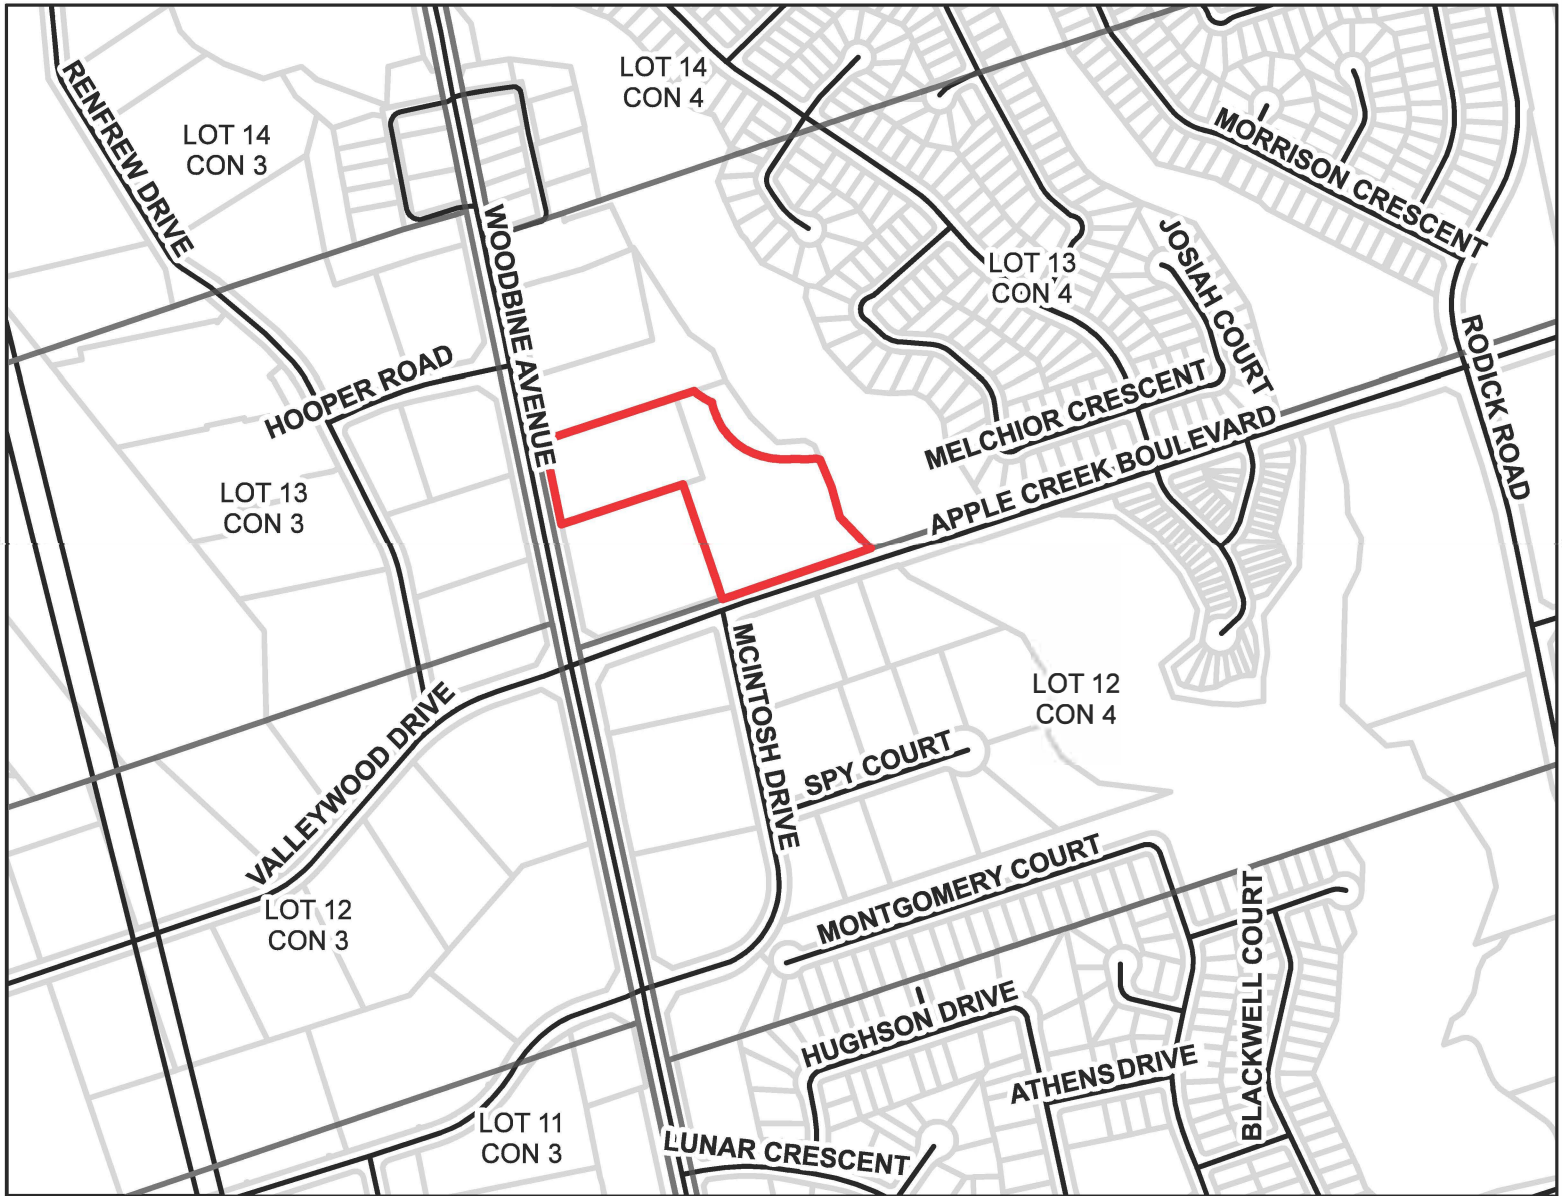 LOT 14
CON 4
RENFREW DRIVE
LOT 14
CON 3
MORRISON CRESCENT
WOODBINE AVENUE
JOSIAH COURT
LOT 13
CON 4
RODICK ROAD
HOOPER ROAD
MELCHIOR CRESCENT
APPLE CREEK BOULEVARD
LOT 13
CON 3
MCINTOSH DRIVE
LOT 12
CON 4
VALLEYWOOD DRIVE
SPY COURT
MONTGOMERY COURT
BLACKWELL COURT
LOT 12
CON 3
HUGHSON DRIVE
ATHENS DRIVE
LOT 11
CON 3
LUNAR CRESCENT